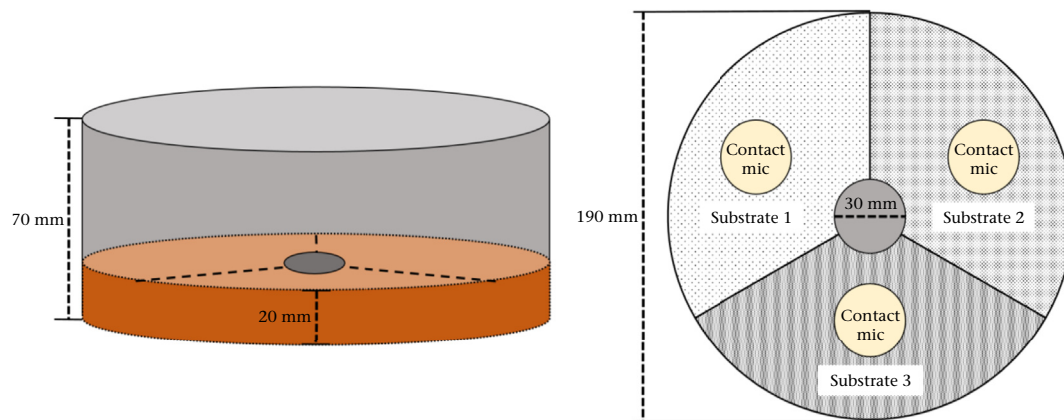 70 mm
20 mm
190 mm
Contact
mic
Contact
mic
Substrate 1
30 mm
Substrate 2
Contact
mic
Substrate 3